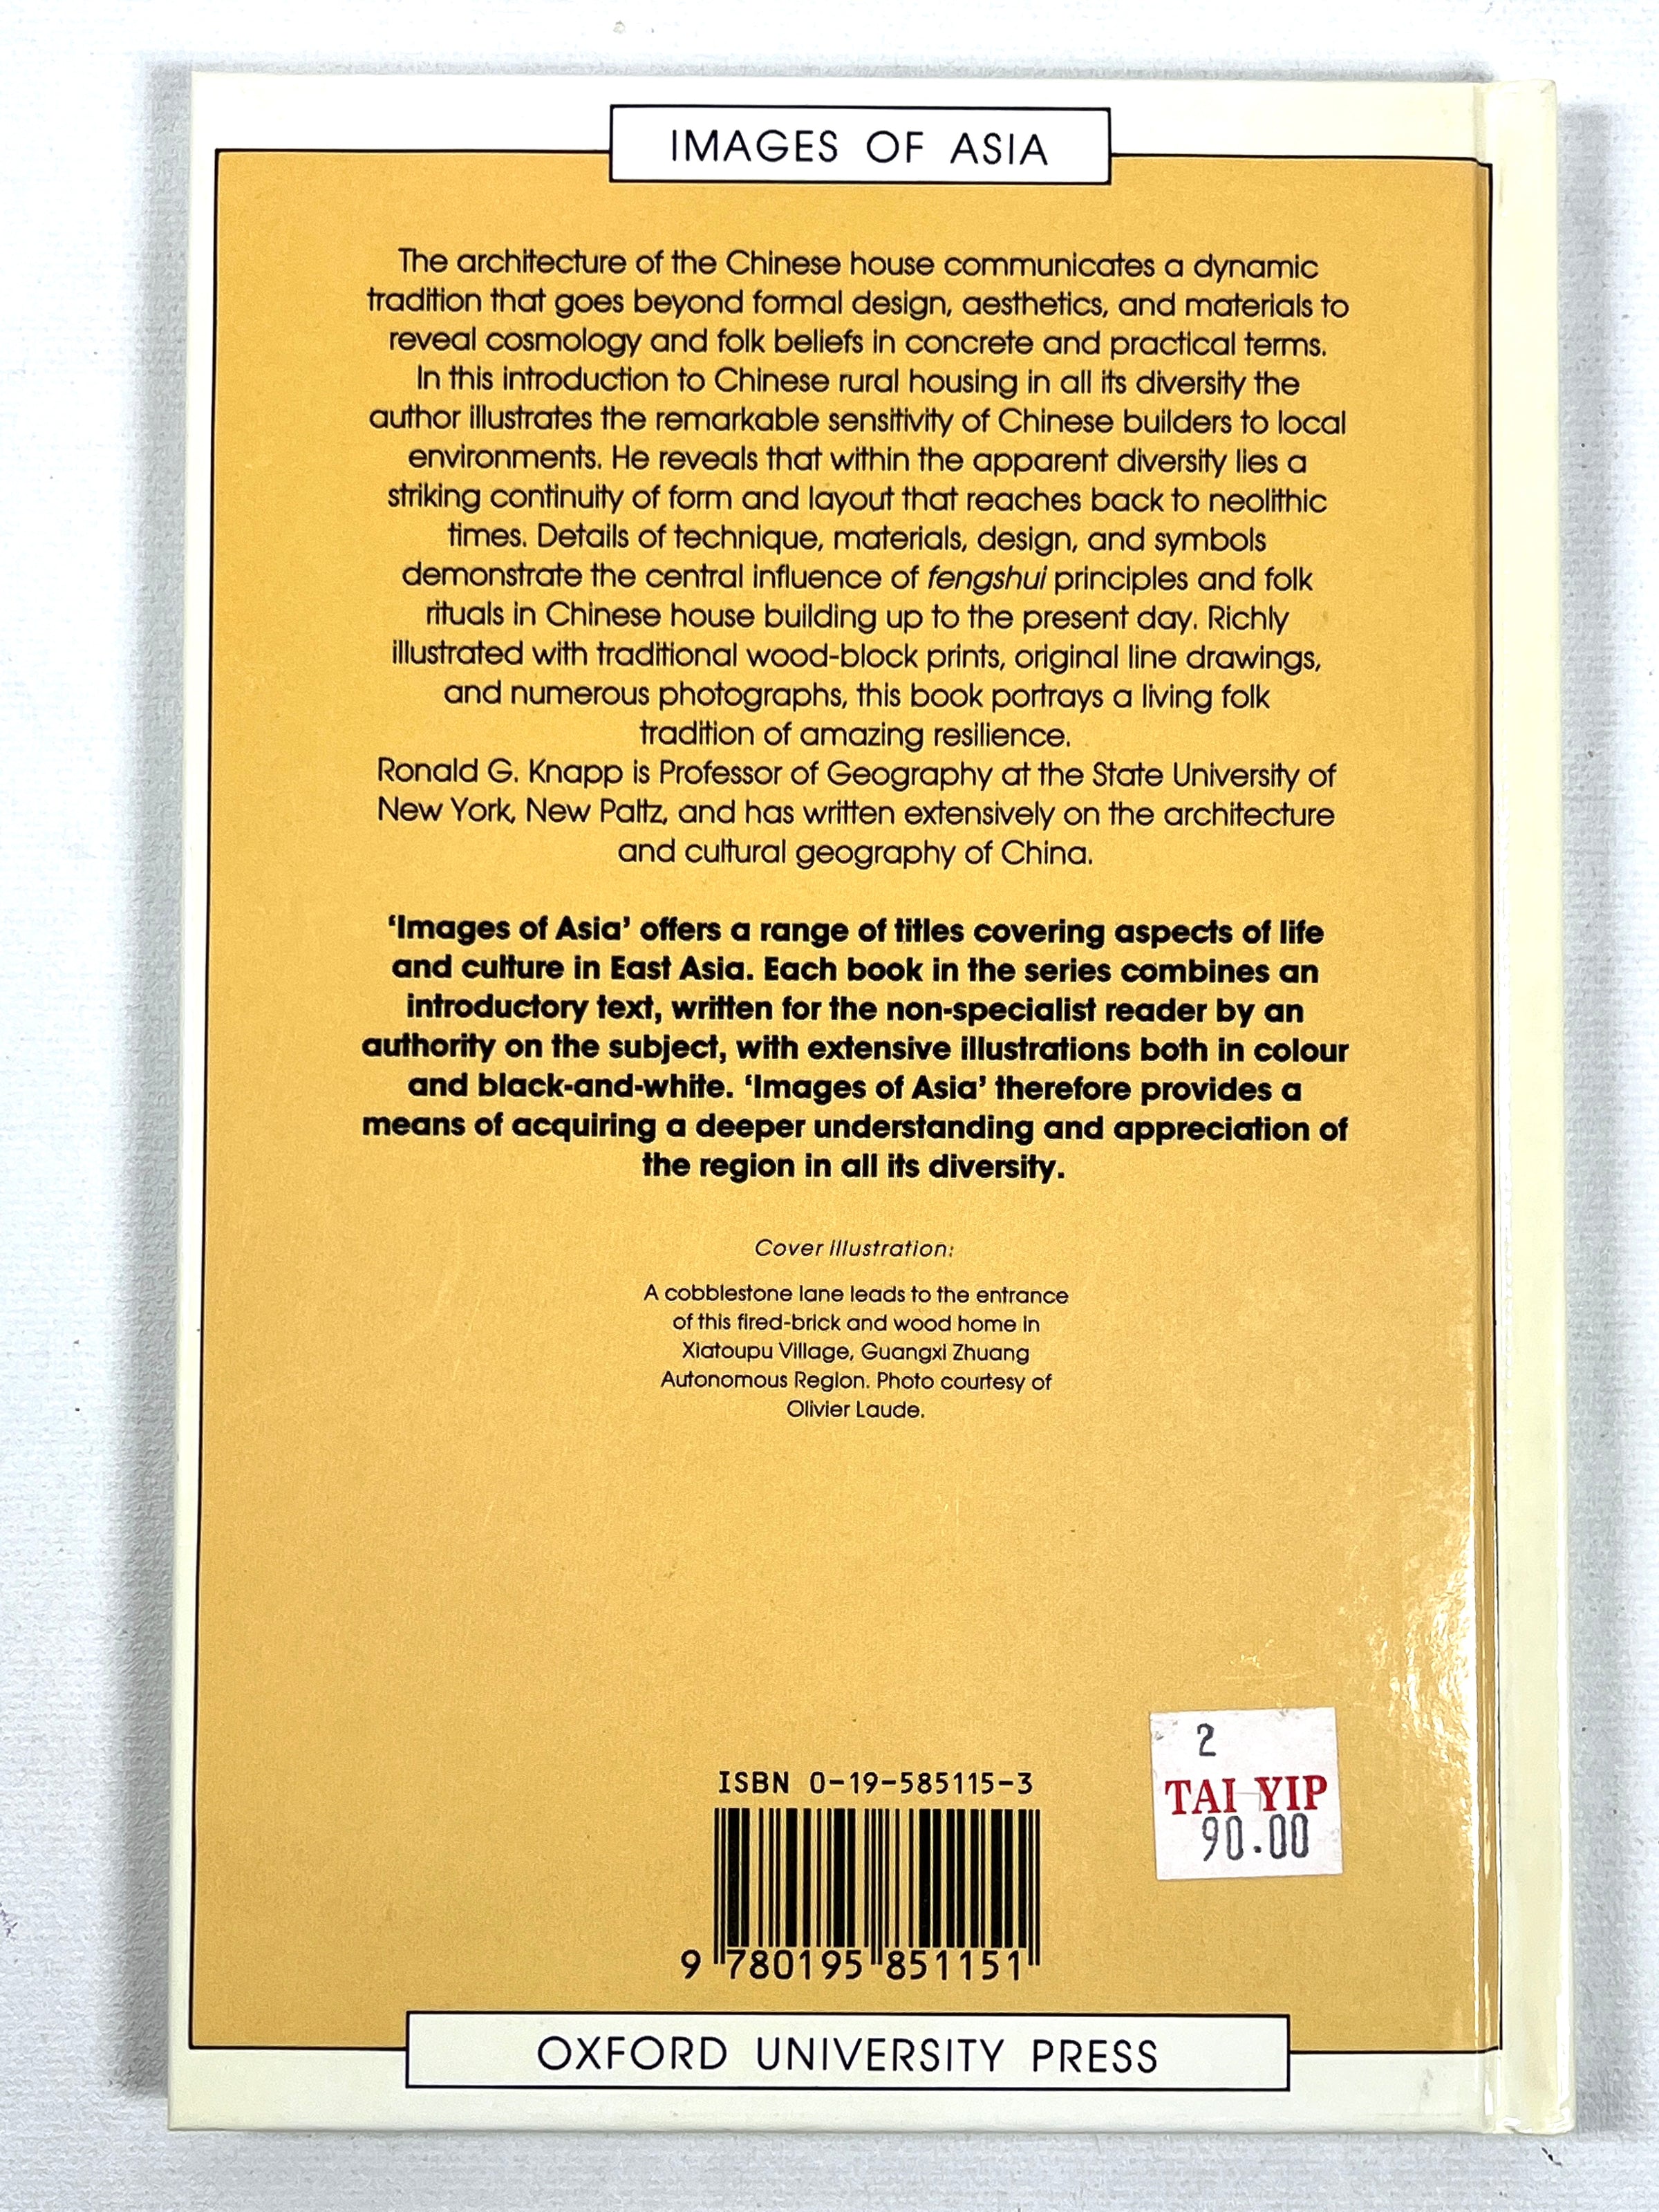 IMAGES OF ASIA
The architecture of the Chinese house communicates a dynamic
tradition that goes beyond formal design, aesthetics, and materials to
reveal cosmology and folk beliefs in concrete and practical terms.
In this introduction to Chinese rural housing in all its diversity the
author illustrates the remarkable sensitivity of Chinese builders to local
environments. He reveals that within the apparent diversity lies a
striking continuity of form and layout that reaches back to neolithic
times. Details of technique, materials, design, and symbols
demonstrate the central influence of fengshui principles and folk
rituals in Chinese house building up to the present day. Richly
illustrated with traditional wood-block prints, original line drawings,
and numerous photographs, this book portrays a living folk
tradition of amazing resilience.
Ronald G. Knapp is Professor of Geography at the State University of
New York, New Paltz, and has written extensively on the architecture
and cultural geography of China.
‘Images of Asia’ offers a range of titles covering aspects of life
and culture in East Asia. Each book in the series combines an
introductory text, written for the non-specialist reader by an
authority on the subject, with extensive illustrations both in colour
and black-and-white. ‘Images of Asia’ therefore provides a
means of acquiring a deeper understanding and appreciation of
the region in all its diversity.
Cover Illustration:
A cobblestone lane leads to the entrance
of this fired-brick and wood home in
Xiatoupu Village, Guangxi Zhuang
Autonomous Region. Photo courtesy of
Olivier Laude.
2
TAI YIP
90.00
ISBN 0-19-585115-3
9 780195 851151
OXFORD UNIVERSITY PRESS